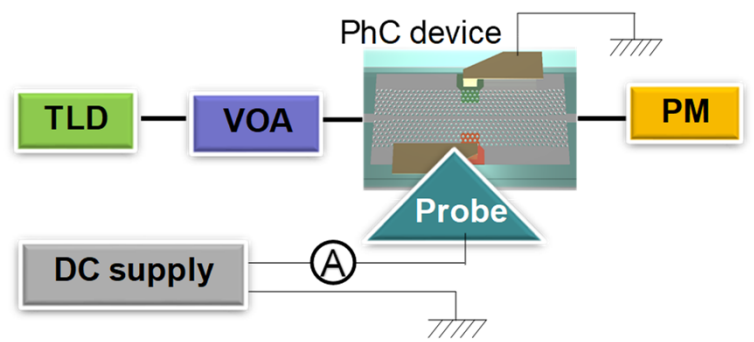 PhC device
TLD
VOA
PM
Probe
DC supply
A